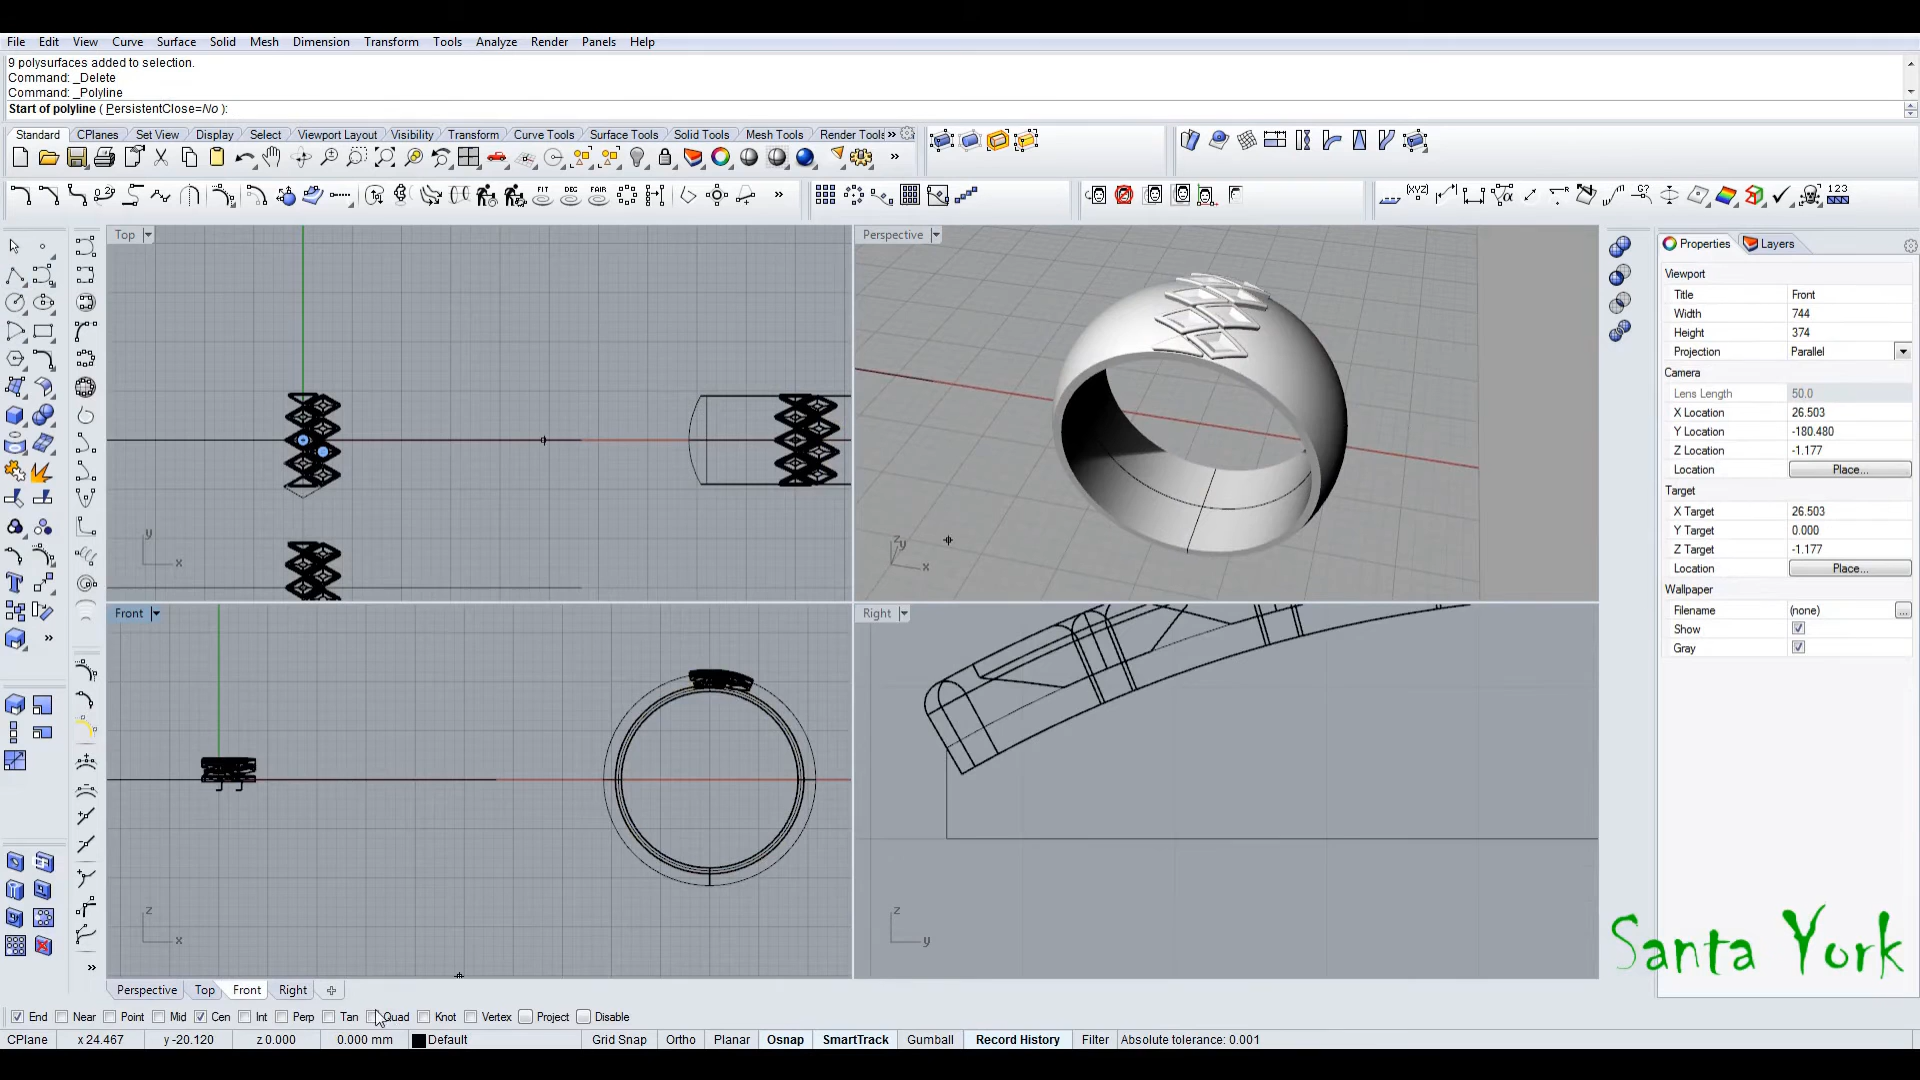 File Edit View Curve Surface Solid Mesh Dimension Transform Tools Analyze Render Panels Help
9 polysurfaces added to selection.
Command: _Delete
Command: _Polyline
Start of polyline ( PersistentClose=No ):
Standard CPlanes Set View Display Select Viewport Layout Visibility Transform Curve Tools Surface Tools Solid Tools Mesh Tools Render Tools »
»
FIT DEG FAIR » XYZ G? 123
Top Perspective
Properties Layers
Viewport
Title Front
Width 744
Height 374
Projection Parallel
Camera
Lens Length 50.0
X Location 26.503
Y Location -180.480
Z Location -1.177
Location Place...
Target
X Target 26.503
Y Target 0.000
Z Target -1.177
Location Place...
Wallpaper
Filename (none) ...
Show
Gray
y x
z y x
Front Right
z x
z y
Santa York
Perspective Top Front Right
End Near Point Mid Cen Int Perp Tan Quad Knot Vertex Project Disable
CPlane x 24.467 y -20.120 z 0.000 0.000 mm Default Grid Snap Ortho Planar Osnap SmartTrack Gumball Record History Filter Absolute tolerance: 0.001